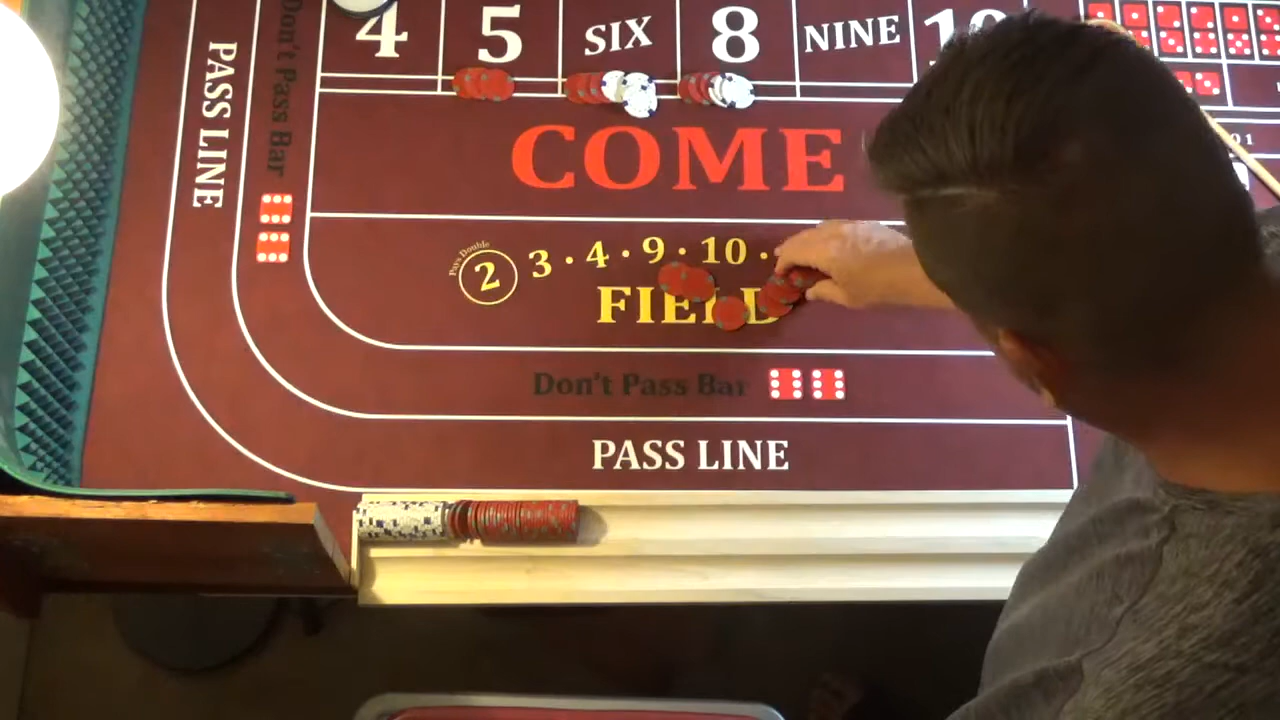 4 5 SIX 8 NINE 10
PASS LINE
Don't Pass Bar
COME
Pays Double
2 3 · 4 · 9 · 10 ·
FIELD
Don't Pass Bar
PASS LINE